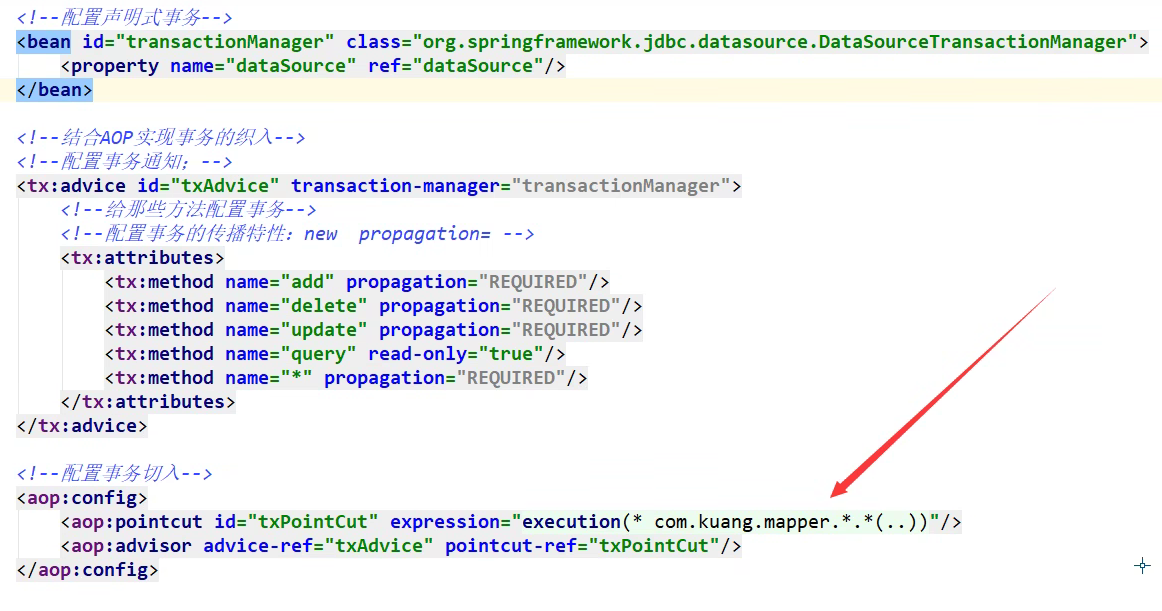 <!--配置声明式事务-->
<bean id="transactionManager" class="org.springframework.jdbc.datasource.DataSourceTransactionManager">
<property name="dataSource" ref="dataSource"/>
</bean>
<!--结合AOP实现事务的织入-->
<!--配置事务通知；-->
<tx:advice id="txAdvice" transaction-manager="transactionManager">
<!--给那些方法配置事务-->
<!--配置事务的传播特性：new propagation= -->
<tx:attributes>
<tx:method name="add" propagation="REQUIRED"/>
<tx:method name="delete" propagation="REQUIRED"/>
<tx:method name="update" propagation="REQUIRED"/>
<tx:method name="query" read-only="true"/>
<tx:method name="*" propagation="REQUIRED"/>
</tx:attributes>
</tx:advice>
<!--配置事务切入-->
<aop:config>
<aop:pointcut id="txPointCut" expression="execution(* com.kuang.mapper.*.*(..))"/>
<aop:advisor advice-ref="txAdvice" pointcut-ref="txPointCut"/>
</aop:config>